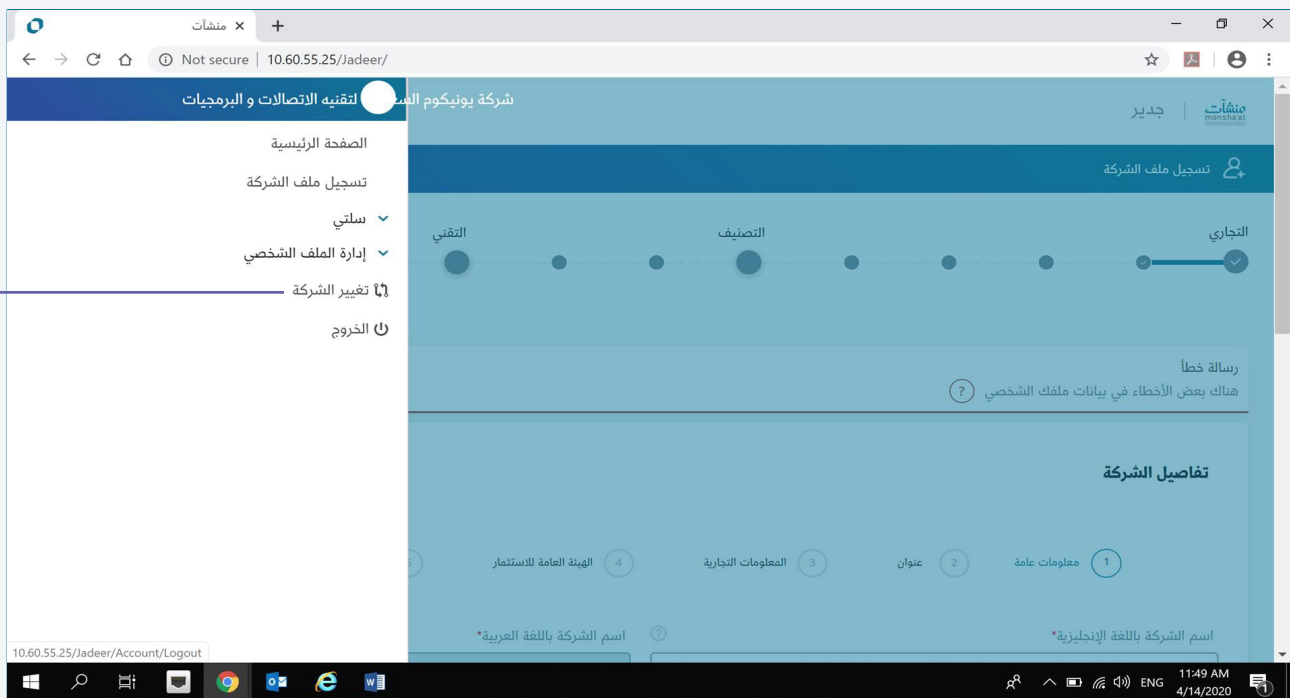 منشآت
Not secure | 10.60.55.25/Jadeer/
شركة يونيكوم الس لتقنيه الاتصالات و البرمجيات
الصفحة الرئيسية
تسجيل ملف الشركة
سلتي
إدارة الملف الشخصي
تغيير الشركة
الخروج
منشآت
monsha'at
جدير
تسجيل ملف الشركة
التجاري
التصنيف
التقني
رسالة خطأ
هناك بعض الأخطاء في بيانات ملفك الشخصي ?
تفاصيل الشركة
1 معلومات عامة
2 عنوان
3 المعلومات التجارية
4 الهيئة العامة للاستثمار
اسم الشركة باللغة الإنجليزية*
? اسم الشركة باللغة العربية*
10.60.55.25/Jadeer/Account/Logout
ENG
11:49 AM
4/14/2020